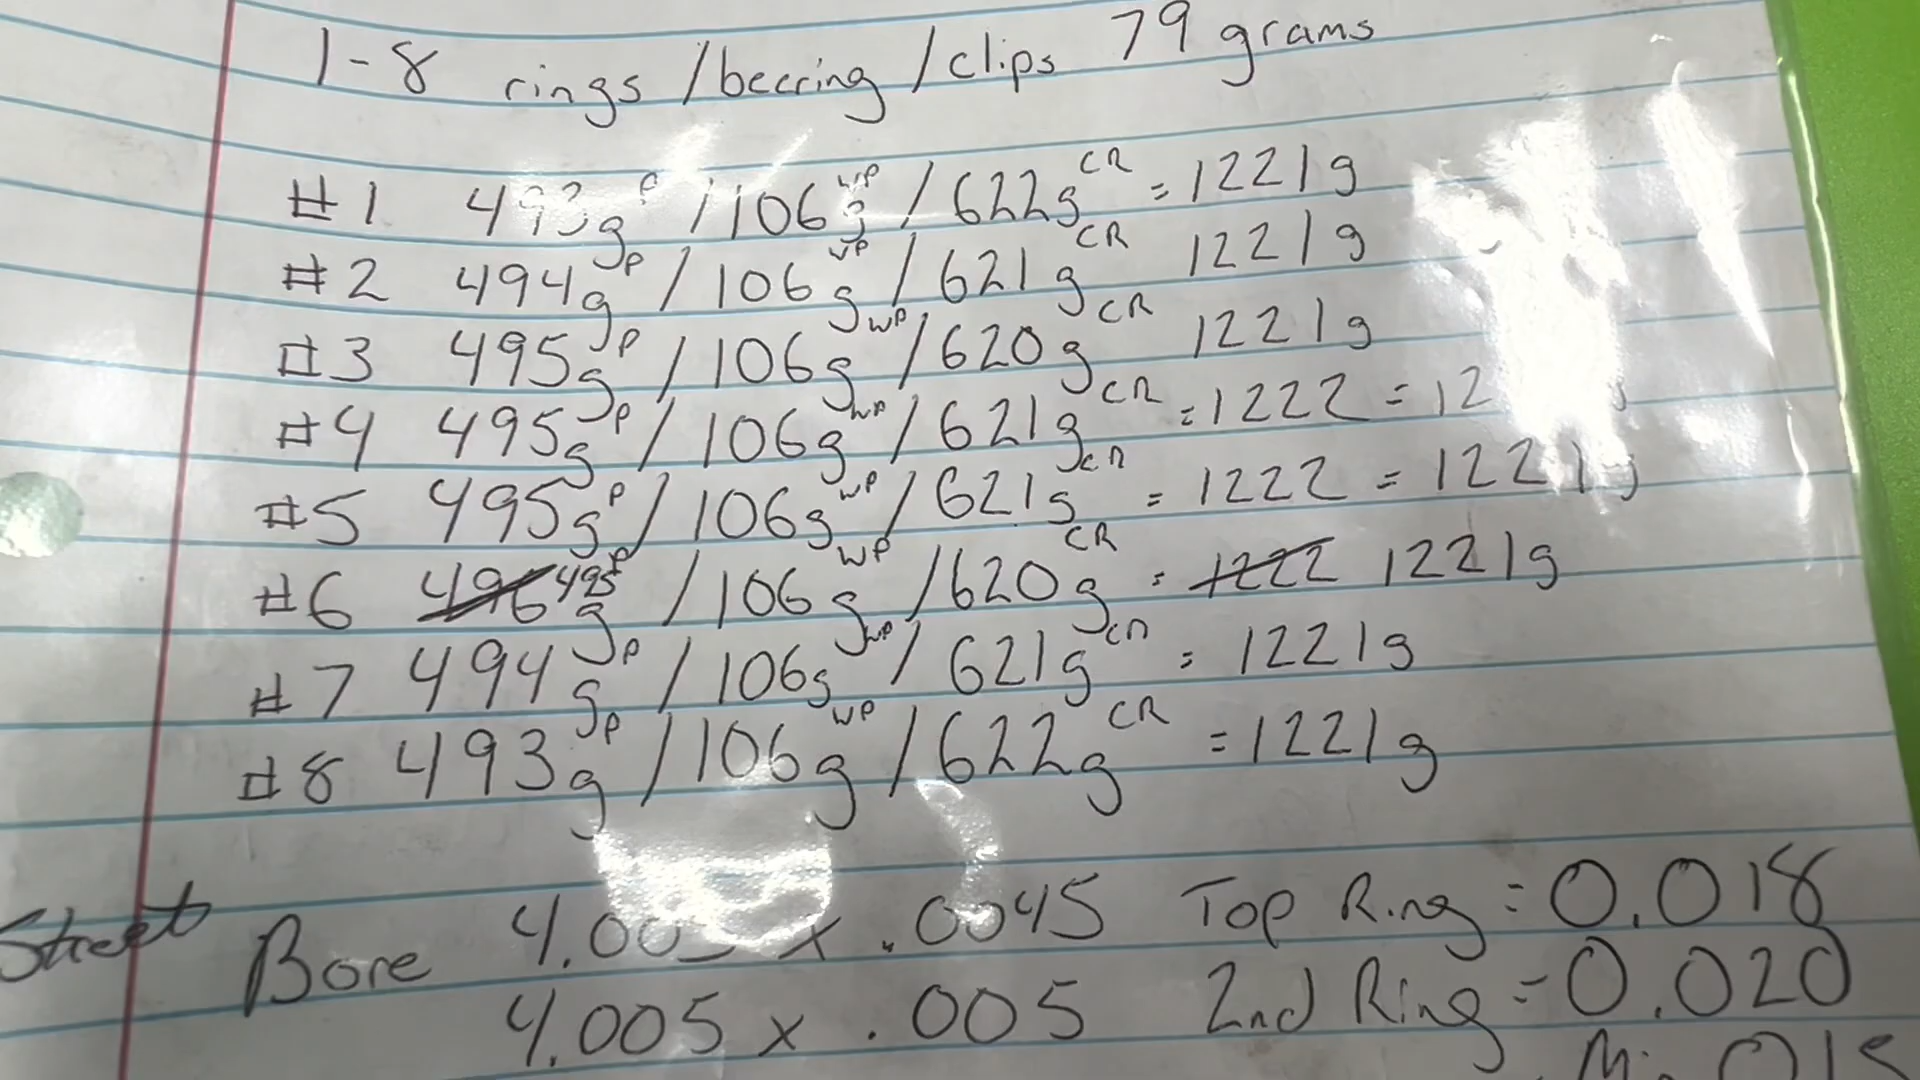 1-8 rings /becring /clips 79 grams
#1 493g P / 106g WP / 622g CR = 1221g
#2 494g P / 106g WP / 621g CR 1221g
#3 495g P / 106g WP / 620g CR 1221g
#4 495g P / 106g WP / 621g CR = 1222 = 12
#5 495g P / 106g WP / 621g CR = 1222 = 1221g
#6 496 495g P / 106g WP / 620g CR = 1222 1221g
#7 494g P / 106g WP / 621g CR = 1221g
#8 493g P / 106g WP / 622g CR = 1221g
Street Bore 4.00 x .0045 Top Ring = 0.018
4.005 x .005 2nd Ring = 0.020